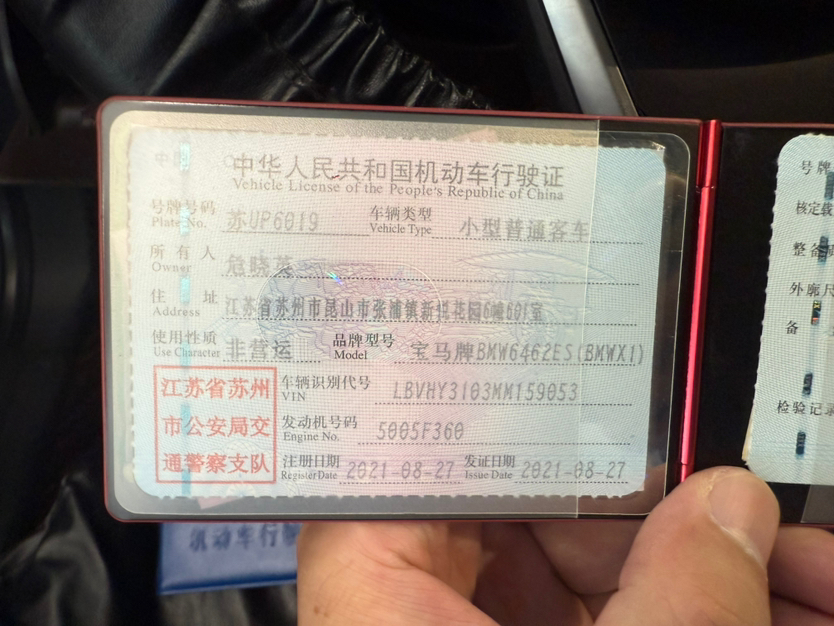 中华人民共和国机动车行驶证
Vehicle License of the People's Republic of China
号牌号码 Plate No. 苏UP6019 车辆类型 Vehicle Type 小型普通客车
所有人 Owner 危晓英
住址 Address 江苏省苏州市昆山市张浦镇新悦花园6幢601室
使用性质 Use Character 非营运 品牌型号 Model 宝马牌BMW6462ES(BMWX1)
江苏省苏州
市公安局交
通警察支队
车辆识别代号 VIN LBVHY3103MM159053
发动机号码 Engine No. 5005F360
注册日期 Register Date 2021-08-27 发证日期 Issue Date 2021-08-27
号牌
核定载
整备
外廓尺
备
检验记录
机动车行驶